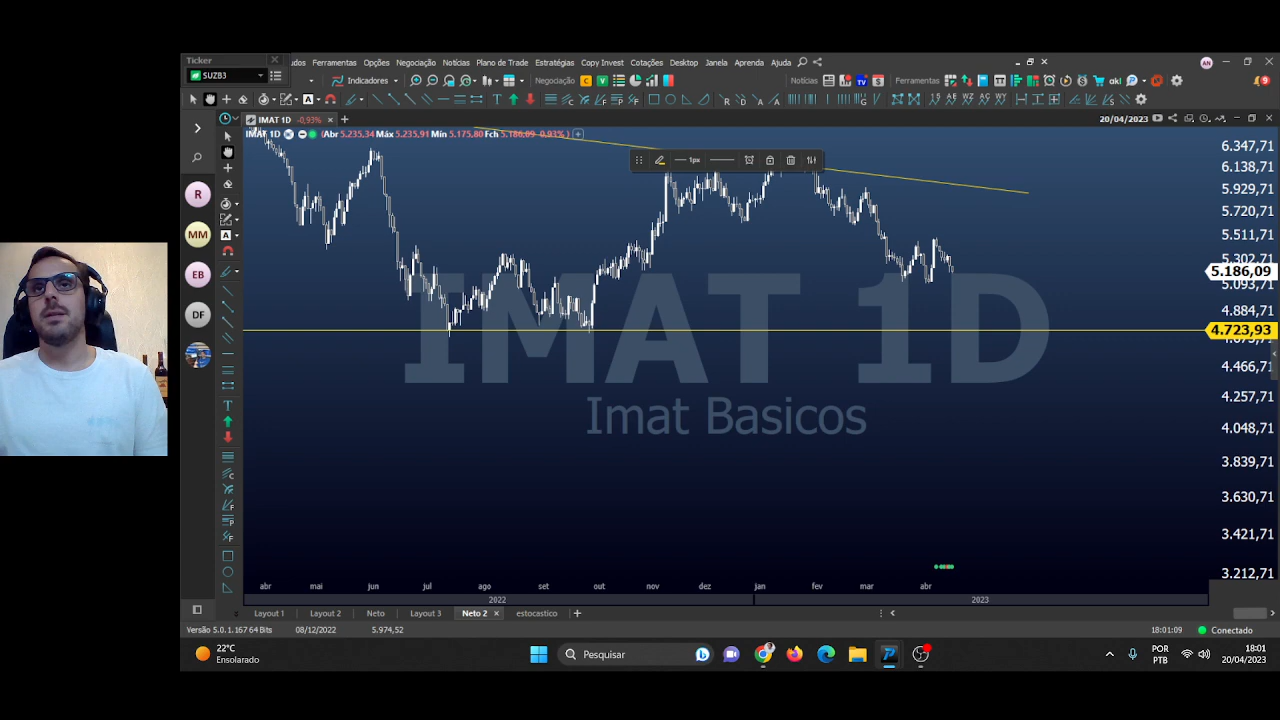 Ticker
SUZB3
udos Ferramentas Opções Negociação Notícias Plano de Trade Estratégias Copy Invest Cotações Desktop Janela Aprenda Ajuda
AN
Indicadores
Negociação
Notícias
Ferramentas
IMAT 1D -0,93%
20/04/2023
IMAT 1D (Abr 5.235,34 Máx 5.235,91 Mín 5.175,80 Fch 5.186,09 -0,93%)
1px
R
MM
EB
DF
6.347,71
6.138,71
5.929,71
5.720,71
5.511,71
5.302,71
5.186,09
5.093,71
4.884,71
4.723,93
4.466,71
4.257,71
4.048,71
3.839,71
3.630,71
3.421,71
3.212,71
IMAT 1D
Imat Basicos
abr mai jun jul ago set out nov dez jan fev mar abr
2022 2023
Layout 1 Layout 2 Neto Layout 3 Neto 2 estocastico
Versão 5.0.1.167 64 Bits 08/12/2022 5.974,52 18:01:09 Conectado
22°C
Ensolarado
Pesquisar
POR
PTB
18:01
20/04/2023